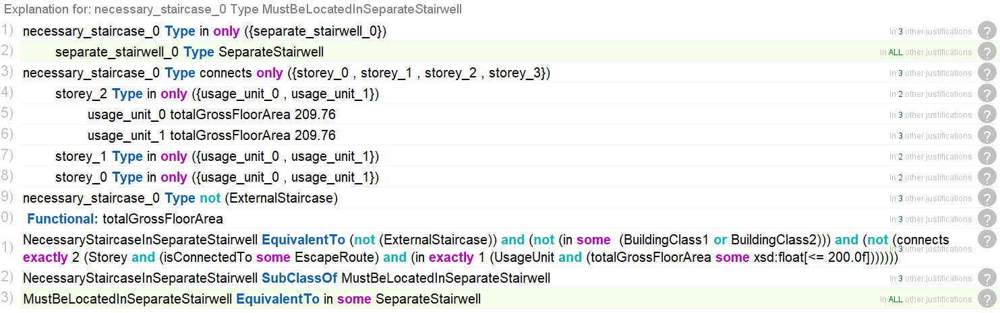 Explanation for: necessary_staircase_0 Type MustBeLocatedInSeparateStairwell
1) necessary_staircase_0 Type in only ({separate_stairwell_0}) In 3 other justifications ?
2) separate_stairwell_0 Type SeparateStairwell In ALL other justifications ?
3) necessary_staircase_0 Type connects only ({storey_0 , storey_1 , storey_2 , storey_3}) In 3 other justifications ?
4) storey_2 Type in only ({usage_unit_0 , usage_unit_1}) In 2 other justifications ?
5) usage_unit_0 totalGrossFloorArea 209.76 In 3 other justifications ?
6) usage_unit_1 totalGrossFloorArea 209.76 In 3 other justifications ?
7) storey_1 Type in only ({usage_unit_0 , usage_unit_1}) In 2 other justifications ?
8) storey_0 Type in only ({usage_unit_0 , usage_unit_1}) In 2 other justifications ?
9) necessary_staircase_0 Type not (ExternalStaircase) In 3 other justifications ?
0) Functional: totalGrossFloorArea In 3 other justifications ?
1) NecessaryStaircaseInSeparateStairwell EquivalentTo (not (ExternalStaircase)) and (not (in some (BuildingClass1 or BuildingClass2))) and (not (connects ?
exactly 2 (Storey and (isConnectedTo some EscapeRoute) and (in exactly 1 (UsageUnit and (totalGrossFloorArea some xsd:float[<= 200.0f])))))) In 3 other justifications
2) NecessaryStaircaseInSeparateStairwell SubClassOf MustBeLocatedInSeparateStairwell In 3 other justifications ?
3) MustBeLocatedInSeparateStairwell EquivalentTo in some SeparateStairwell In ALL other justifications ?